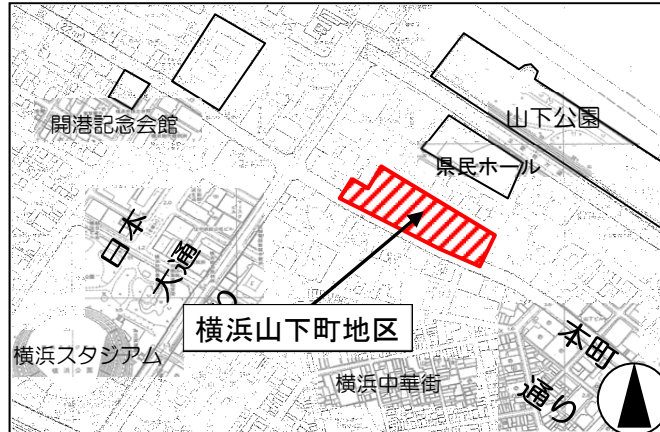 開港記念会館
山下公園
県民ホール
日本
大通
り
横浜山下町地区
横浜スタジアム
横浜中華街
本町
通り